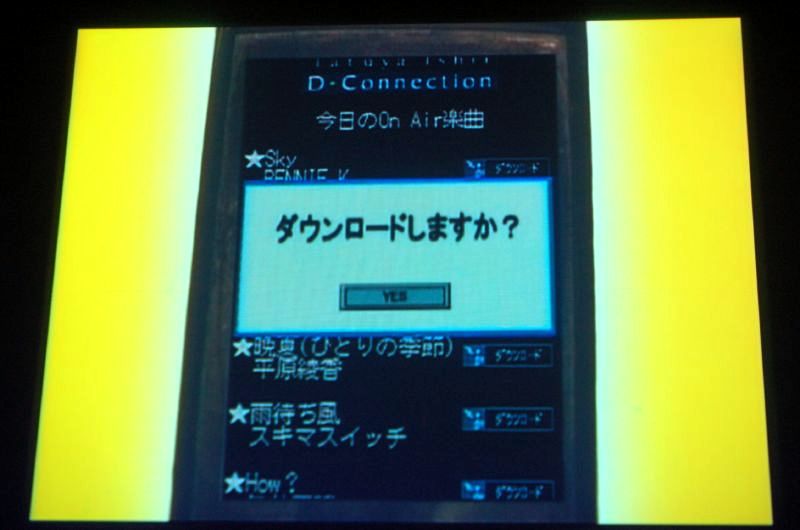 Tatuya Ishii
D-Connection
今日のOn Air楽曲
★Sky
ダウンロード
BENNIE K
ダウンロードしますか？
YES
★晩夏(ひとりの季節)
ダウンロード
平原綾香
★雨待ち風
ダウンロード
スキマスイッチ
★How？
ダウンロード